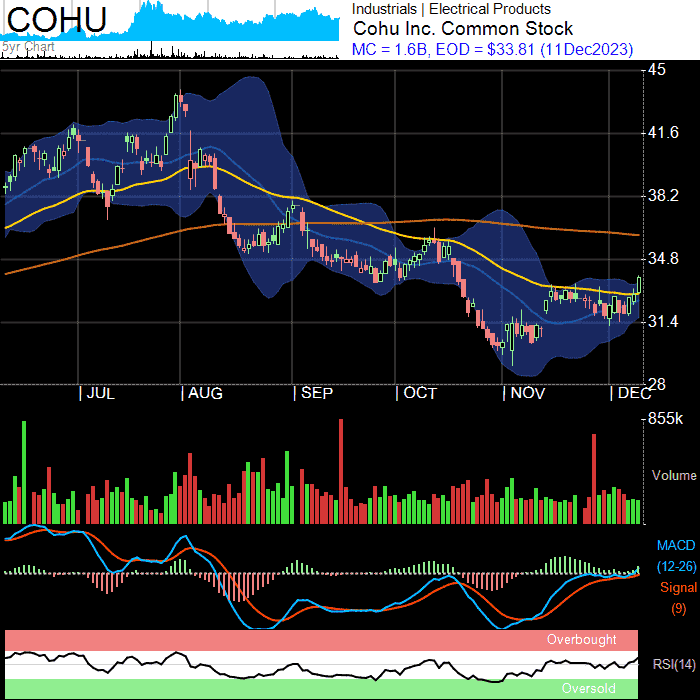 COHU
5yr Chart
Industrials | Electrical Products
Cohu Inc. Common Stock
MC = 1.6B, EOD = $33.81 (11Dec2023)
45
41.6
38.2
34.8
31.4
28
JUL AUG SEP OCT NOV DEC
855k
Volume
MACD
(12-26)
Signal
(9)
Overbought
RSI(14)
Oversold